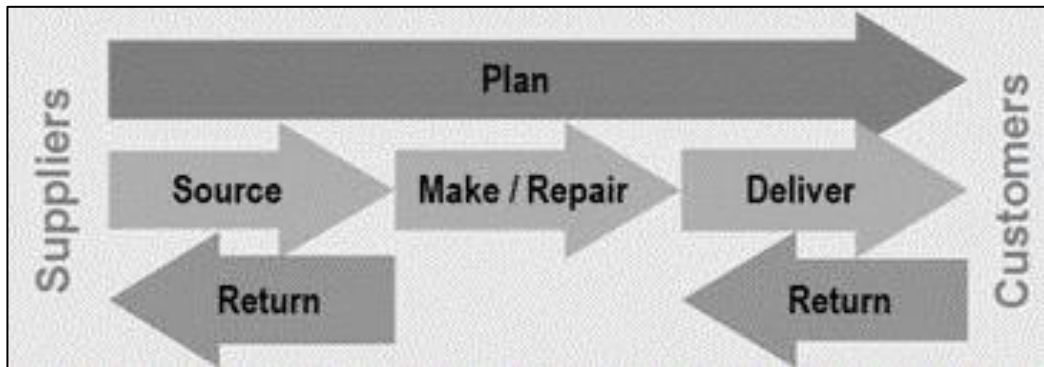 Suppliers
Plan
Source
Make / Repair
Deliver
Return
Return
Customers